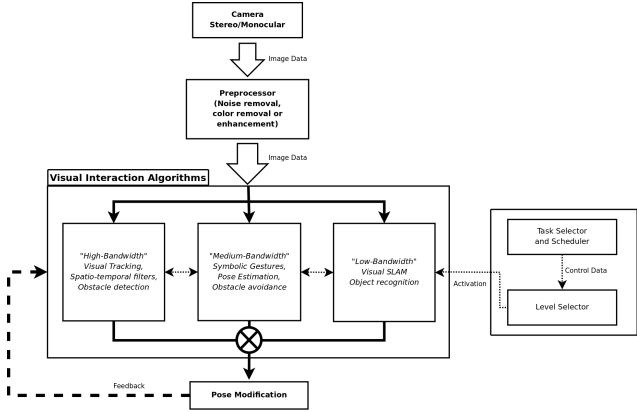 Camera
Stereo/Monocular
Image Data
Preprocessor
(Noise removal,
color removal or
enhancement)
Image Data
Visual Interaction Algorithms
"High-Bandwidth"
Visual Tracking,
Spatio-temporal filters,
Obstacle detection
"Medium-Bandwidth"
Symbolic Gestures,
Pose Estimation,
Obstacle avoidance
"Low-Bandwidth"
Visual SLAM
Object recognition
Task Selector
and Scheduler
Control Data
Activation
Level Selector
Feedback
Pose Modification